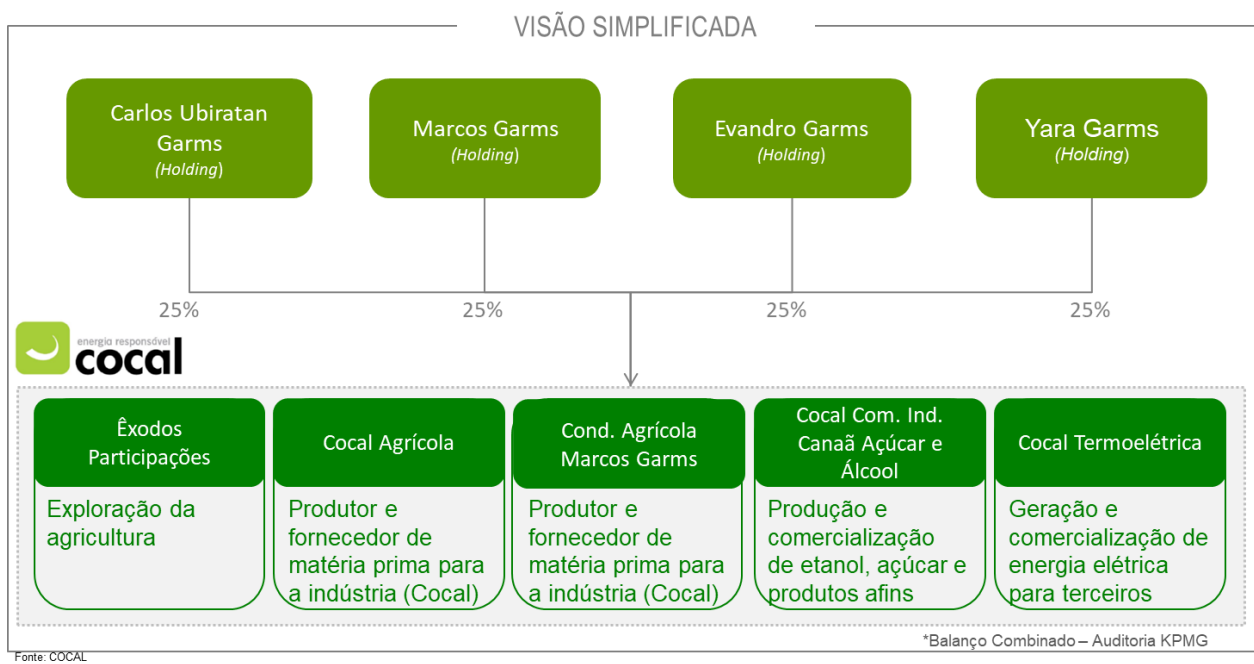 VISÃO SIMPLIFICADA
Carlos Ubiratan
Garms
(Holding)
Marcos Garms
(Holding)
Evandro Garms
(Holding)
Yara Garms
(Holding)
25%
25%
25%
25%
energia responsável
cocal
Êxodos
Participações
Exploração da
agricultura
Cocal Agrícola
Produtor e
fornecedor de
matéria prima para
a indústria (Cocal)
Cond. Agrícola
Marcos Garms
Produtor e
fornecedor de
matéria prima para
a indústria (Cocal)
Cocal Com. Ind.
Canaã Açúcar e
Álcool
Produção e
comercialização
de etanol, açúcar e
produtos afins
Cocal Termoelétrica
Geração e
comercialização de
energia elétrica
para terceiros
*Balanço Combinado – Auditoria KPMG
Fonte: COCAL